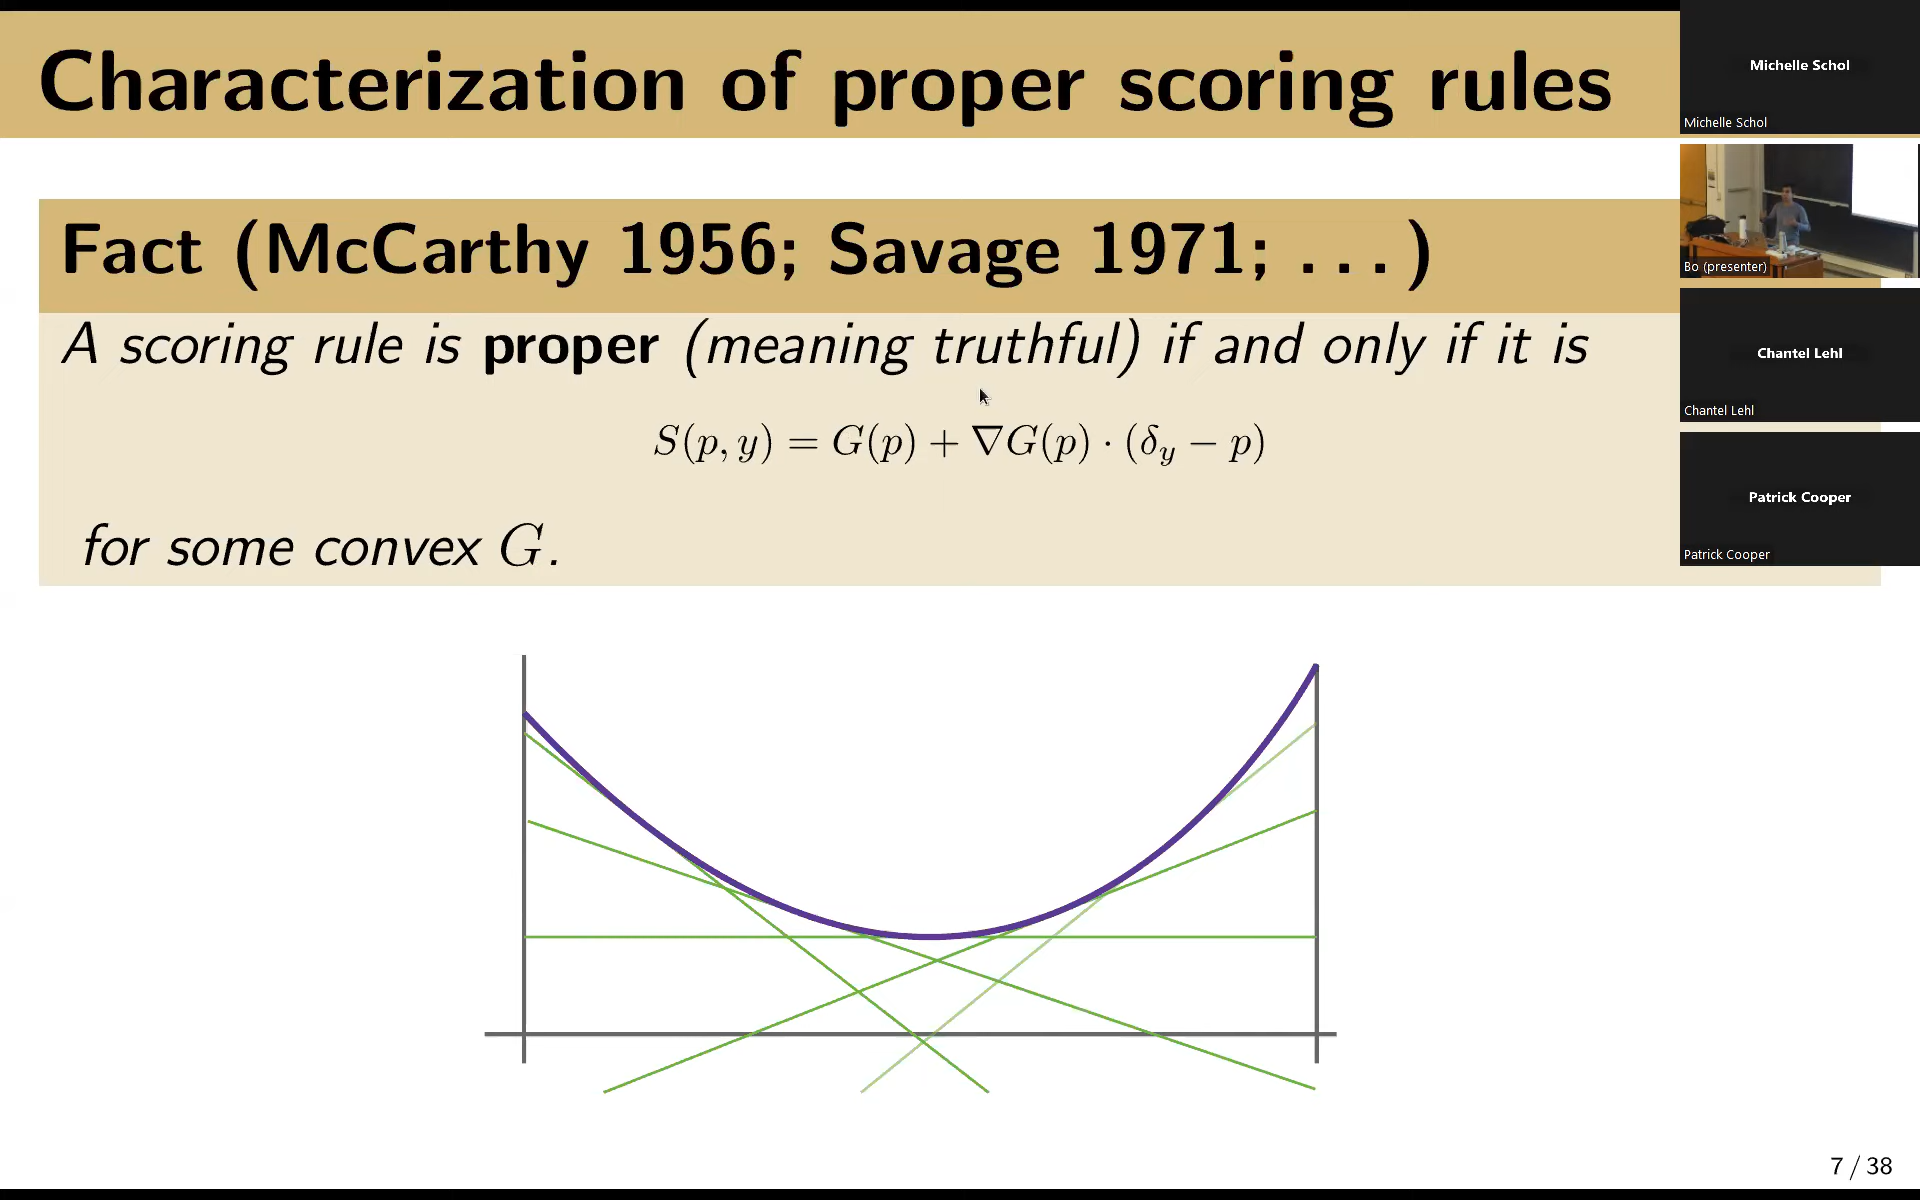 Characterization of proper scoring rules
Fact (McCarthy 1956; Savage 1971; . . . )
A scoring rule is proper (meaning truthful) if and only if it is
S(p, y) = G(p) + ∇G(p) · (δ_y − p)
for some convex G.
7 / 38
Michelle Schol
Michelle Schol
Bo (presenter)
Chantel Lehl
Chantel Lehl
Patrick Cooper
Patrick Cooper